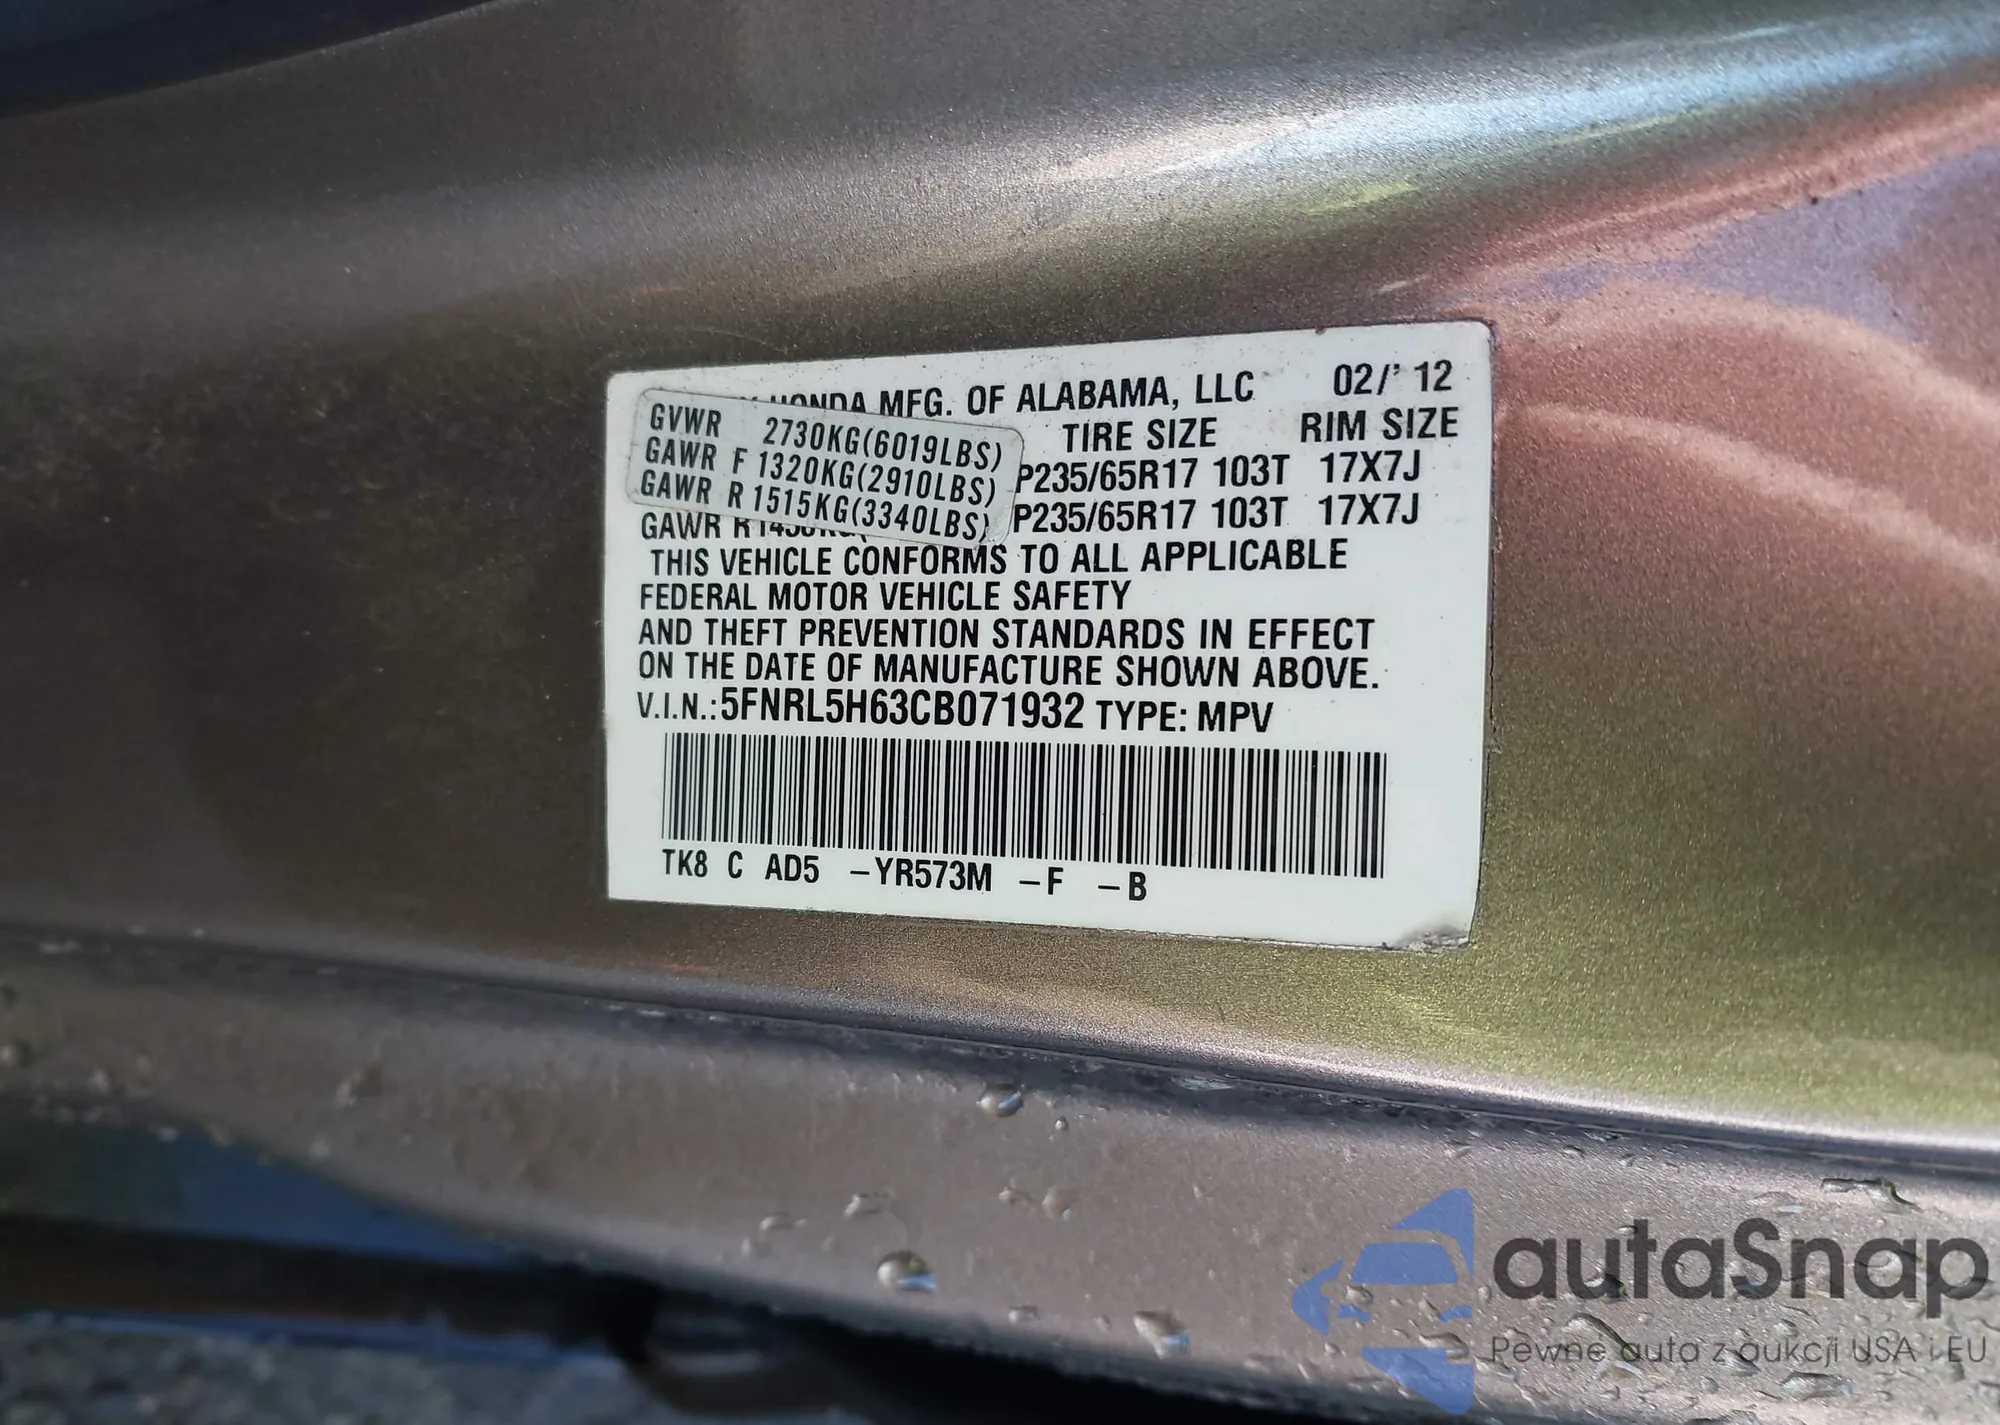 HONDA MFG. OF ALABAMA, LLC 02/' 12
GVWR 2730KG(6019LBS) TIRE SIZE RIM SIZE
GAWR F 1320KG(2910LBS) P235/65R17 103T 17X7J
GAWR R 1515KG(3340LBS) P235/65R17 103T 17X7J
GAWR R
THIS VEHICLE CONFORMS TO ALL APPLICABLE
FEDERAL MOTOR VEHICLE SAFETY
AND THEFT PREVENTION STANDARDS IN EFFECT
ON THE DATE OF MANUFACTURE SHOWN ABOVE.
V.I.N.: 5FNRL5H63CB071932 TYPE: MPV
TK8 C AD5 -YR573M -F -B
autaSnap
Pewne auta z aukcji USA i EU